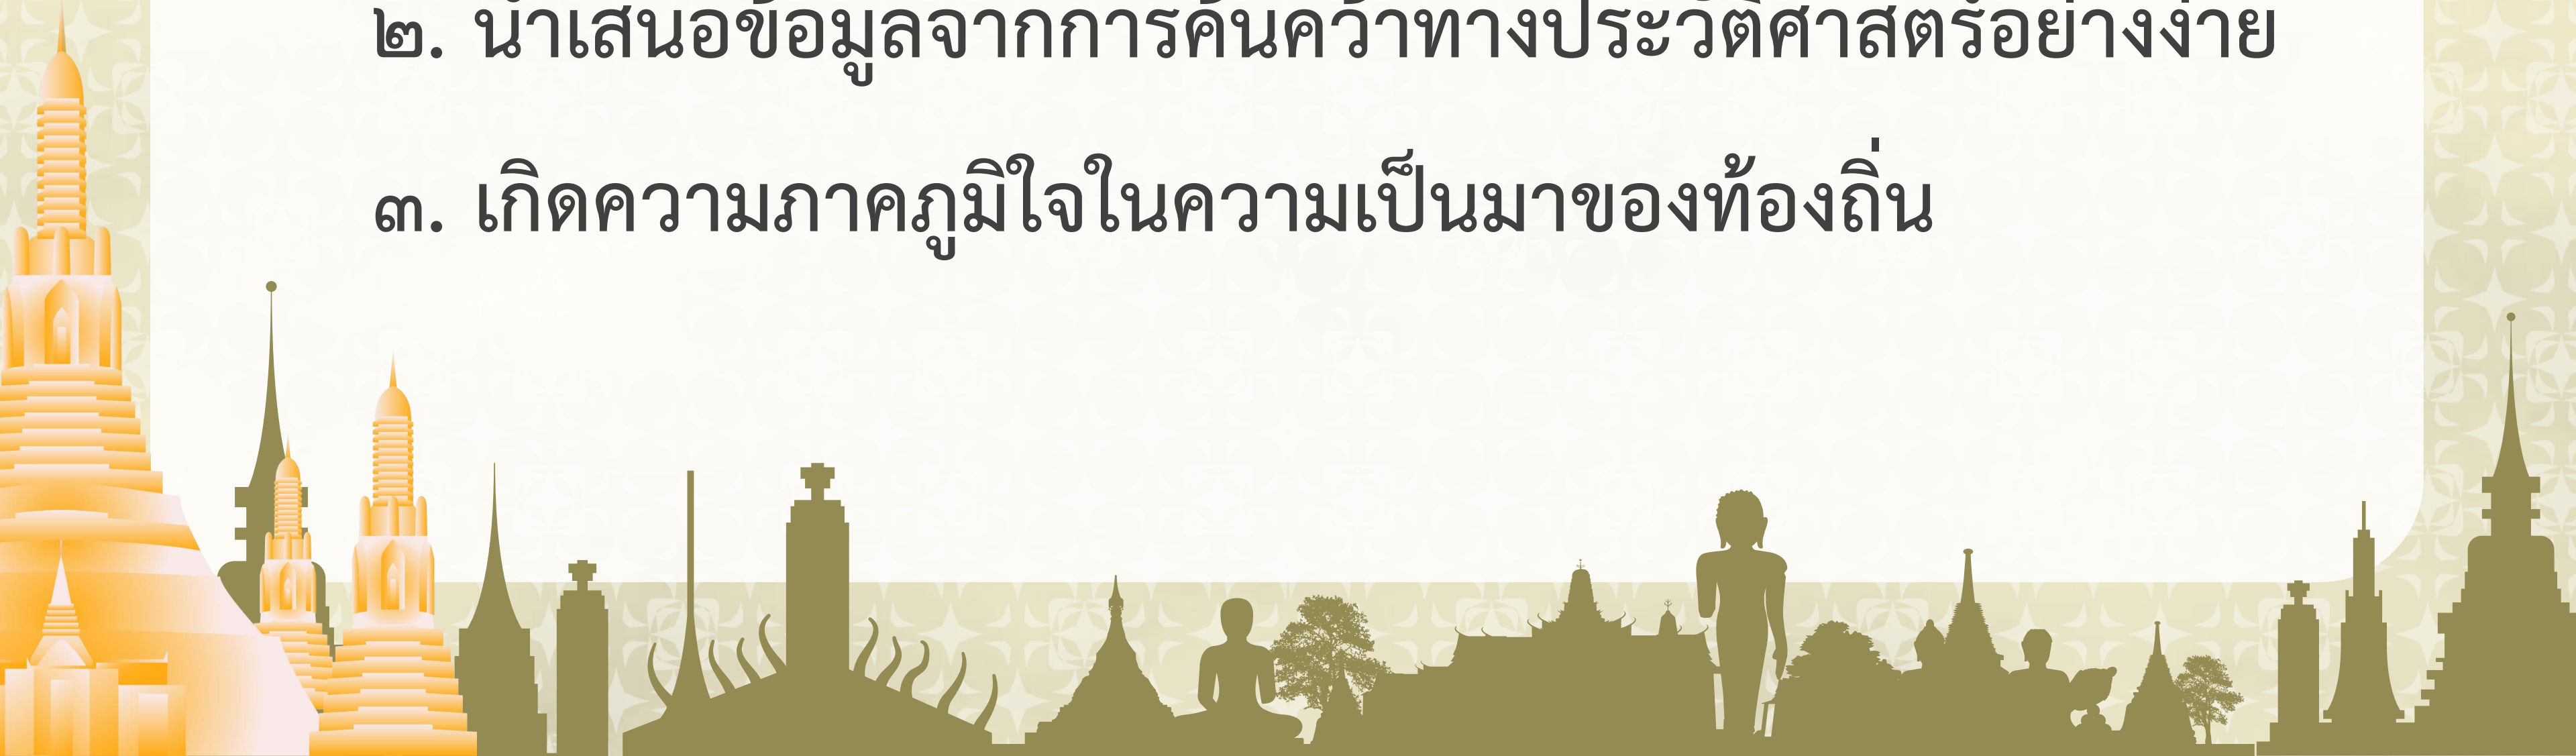 ๒. นำเสนอข้อมูลจากการค้นคว้าทางประวัติศาสตร์อย่างง่าย
๓. เกิดความภาคภูมิใจในความเป็นมาของท้องถิ่น